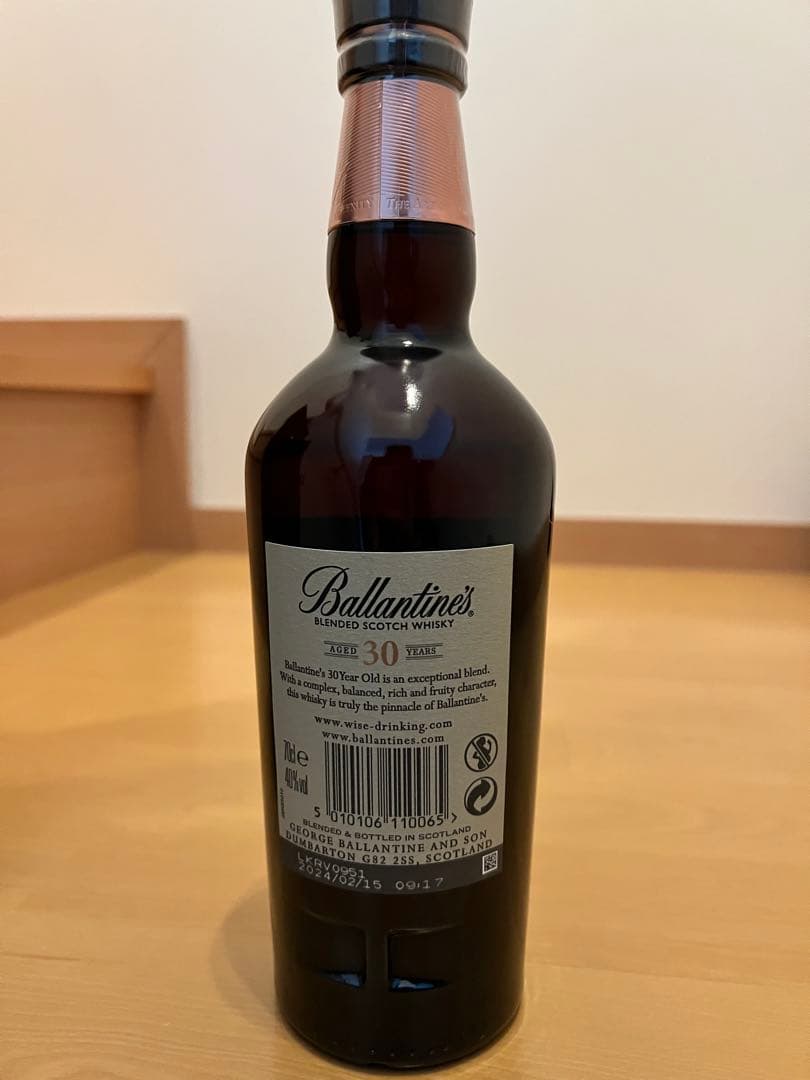 THE
Ballantine's®
BLENDED SCOTCH WHISKY
AGED 30 YEARS
Ballantine's 30 Year Old is an exceptional blend.
With a complex, balanced, rich and fruity character,
this whisky is truly the pinnacle of Ballantine's.
www.wise-drinking.com
www.ballantines.com
70cl e
40%vol
5 010106 110065 >
BLENDED & BOTTLED IN SCOTLAND
GEORGE BALLANTINE AND SON
DUMBARTON G82 2SS, SCOTLAND
LKRV0951
2024/02/15 09:17